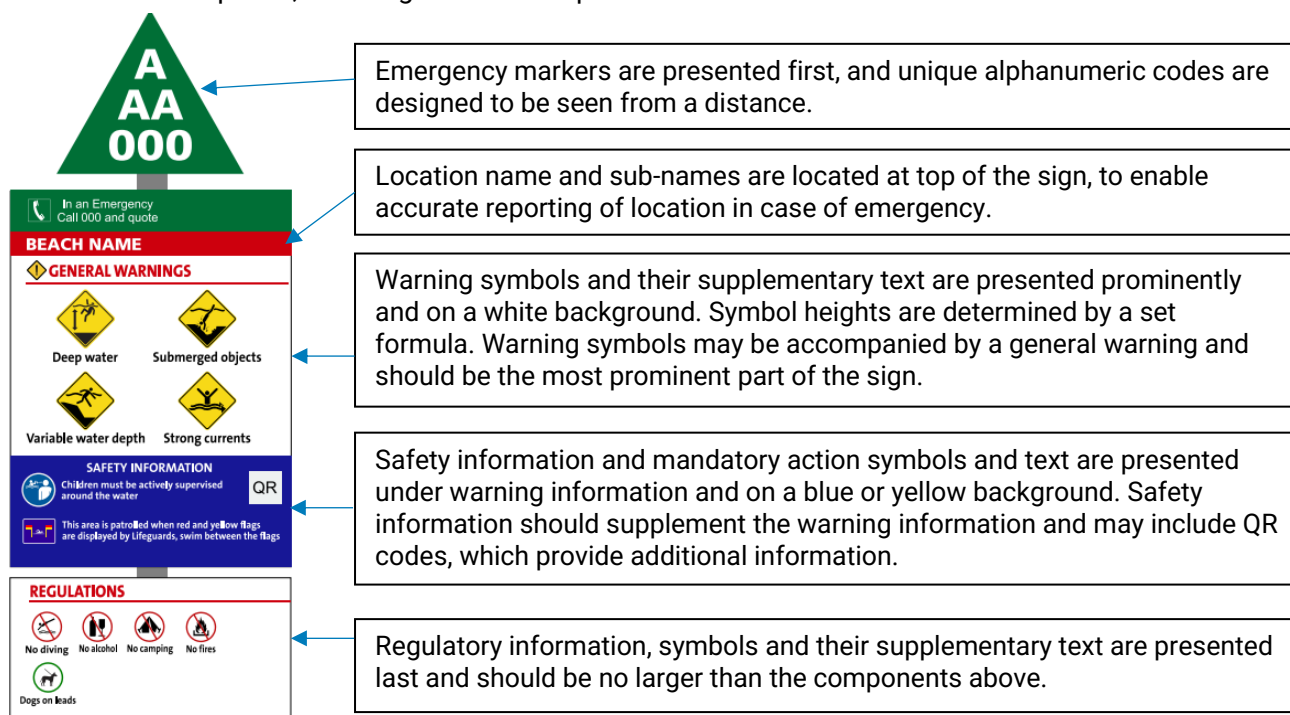 A
AA
000
In an Emergency
Call 000 and quote
BEACH NAME
GENERAL WARNINGS
Deep water
Submerged objects
Variable water depth
Strong currents
SAFETY INFORMATION
Children must be actively supervised
around the water
QR
This area is patrolled when red and yellow flags
are displayed by Lifeguards, swim between the flags
REGULATIONS
No diving
No alcohol
No camping
No fires
Dogs on leads
Emergency markers are presented first, and unique alphanumeric codes are
designed to be seen from a distance.
Location name and sub-names are located at top of the sign, to enable
accurate reporting of location in case of emergency.
Warning symbols and their supplementary text are presented prominently
and on a white background. Symbol heights are determined by a set
formula. Warning symbols may be accompanied by a general warning and
should be the most prominent part of the sign.
Safety information and mandatory action symbols and text are presented
under warning information and on a blue or yellow background. Safety
information should supplement the warning information and may include QR
codes, which provide additional information.
Regulatory information, symbols and their supplementary text are presented
last and should be no larger than the components above.